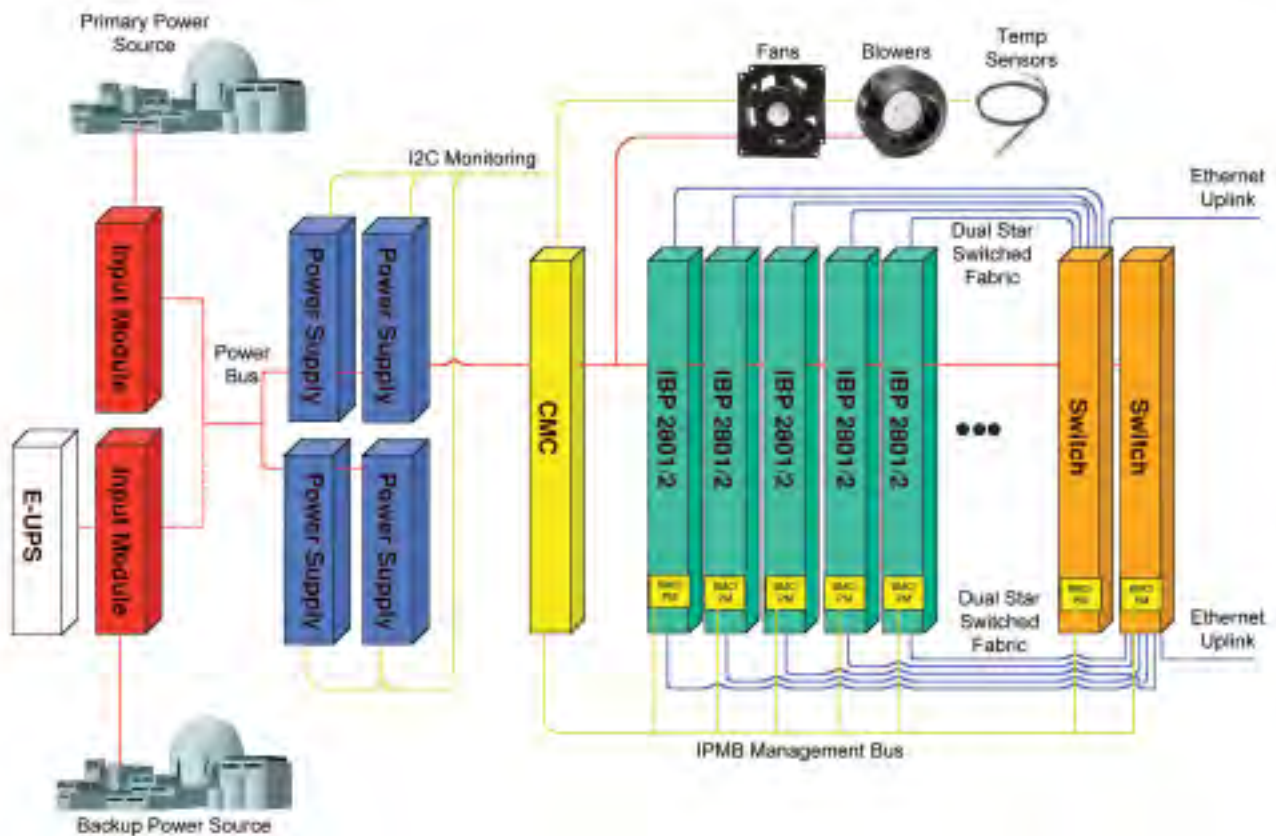 Primary Power
Source
Fans
Blowers
Temp
Sensors
I2C Monitoring
Ethernet
Uplink
Dual Star
Switched
Fabric
Input Module
Power Supply
Power Supply
Power
Bus
CMC
IBP 2801/2
IBP 2801/2
IBP 2801/2
IBP 2801/2
IBP 2801/2
Switch
Switch
E-UPS
Input Module
Power Supply
Power Supply
Dual Star
Switched
Fabric
Ethernet
Uplink
IPMB Management Bus
Backup Power Source